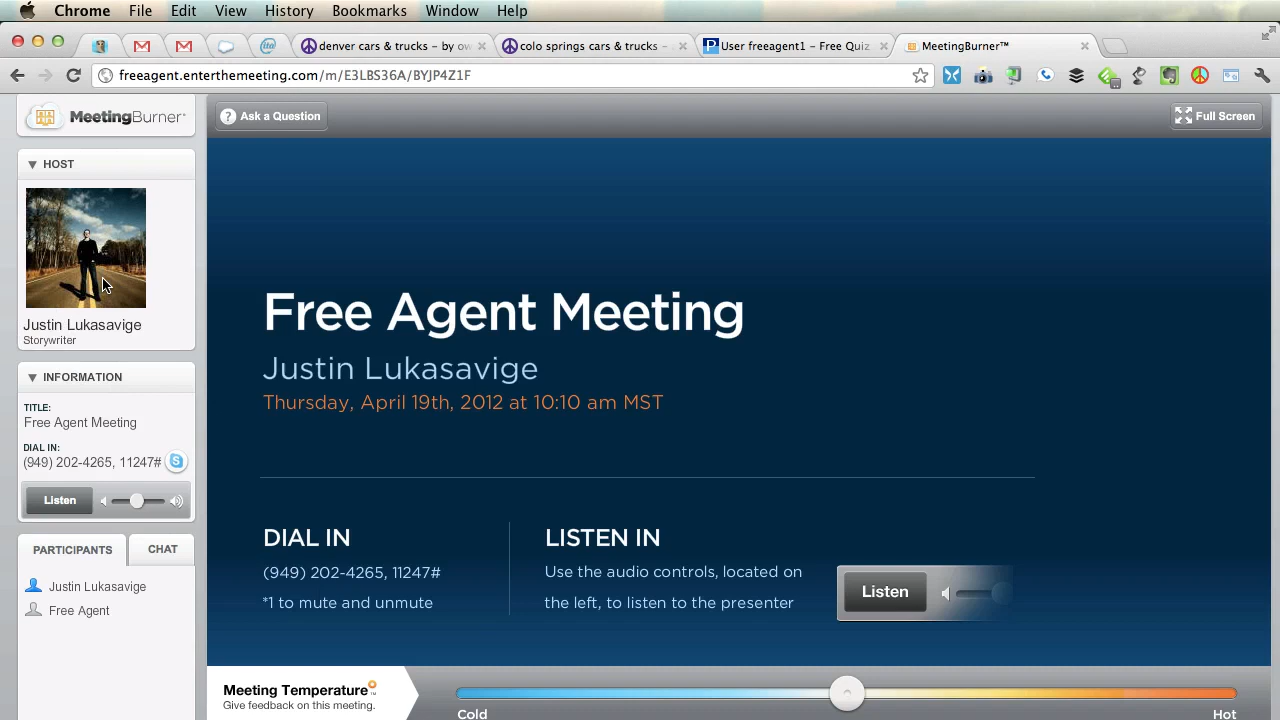 Chrome File Edit View History Bookmarks Window Help
denver cars & trucks - by ow
colo springs cars & trucks -
User freeagent1 - Free Quiz
MeetingBurner™
freeagent.enterthemeeting.com/m/E3LBS36A/BYJP4Z1F
MeetingBurner
? Ask a Question
Full Screen
HOST
Justin Lukasavige
Storywriter
INFORMATION
TITLE:
Free Agent Meeting
DIAL IN:
(949) 202-4265, 11247#
Listen
PARTICIPANTS
CHAT
Justin Lukasavige
Free Agent
Free Agent Meeting
Justin Lukasavige
Thursday, April 19th, 2012 at 10:10 am MST
DIAL IN
(949) 202-4265, 11247#
*1 to mute and unmute
LISTEN IN
Use the audio controls, located on
the left, to listen to the presenter
Listen
Meeting Temperature™
Give feedback on this meeting.
Cold
Hot